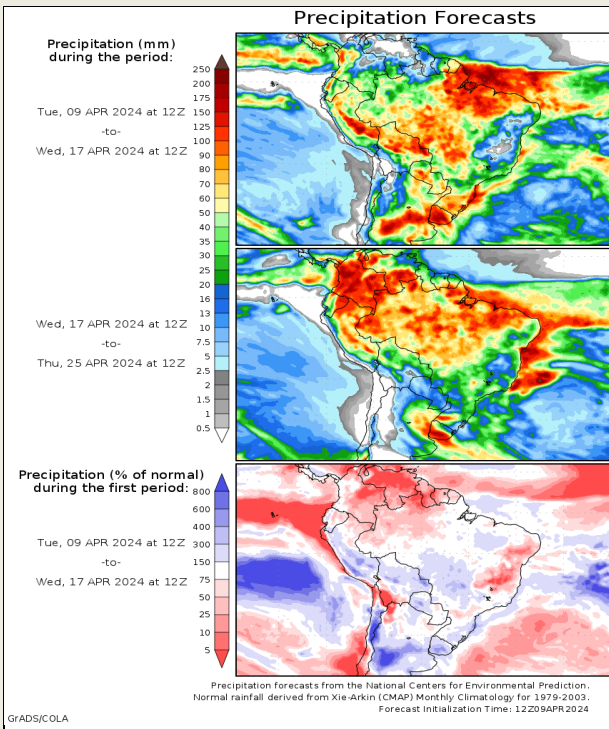 Precipitation Forecasts
Precipitation (mm)
during the period:
250
200
175
150
125
100
90
80
70
60
50
40
35
30
25
20
16
13
10
7.5
5
2.5
2
1.5
1
0.5
Tue, 09 APR 2024 at 12Z
-to-
Wed, 17 APR 2024 at 12Z
Wed, 17 APR 2024 at 12Z
-to-
Thu, 25 APR 2024 at 12Z
Precipitation (% of normal)
during the first period:
800
600
400
300
150
75
50
25
10
5
Tue, 09 APR 2024 at 12Z
-to-
Wed, 17 APR 2024 at 12Z
Precipitation forecasts from the National Centers for Environmental Prediction.
Normal rainfall derived from Xie-Arkin (CMAP) Monthly Climatology for 1979-2003.
Forecast Initialization Time: 12Z09APR2024
GrADS/COLA